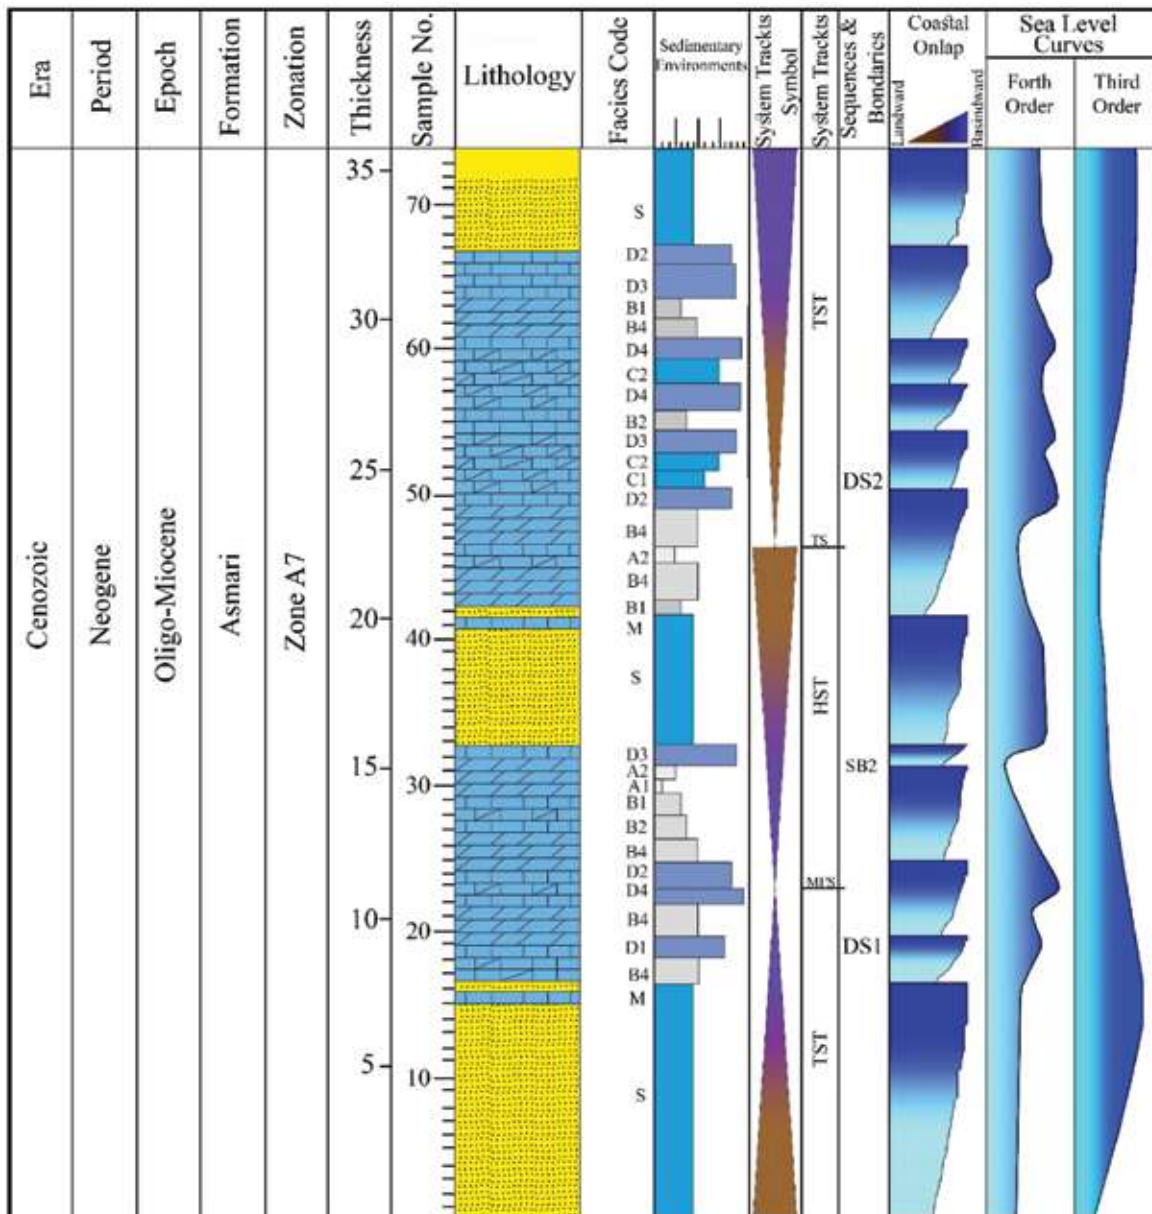 Era
Period
Epoch
Formation
Zonation
Thickness
Sample No.
Lithology
Facies Code
Sedimentary
Environments
System Trackts
Symbol
System Trackts
Sequences &
Bondarics
Coastal
Onlap
Landward
Basindward
Sea Level
Curves
Forth
Order
Third
Order
Cenozoic
Neogene
Oligo-Miocene
Asmari
Zone A7
35
30
25
20
15
10
5
70
60
50
40
30
20
10
S
D2
D3
B1
B4
D4
C2
D4
B2
D3
C2
C1
D2
B4
A2
B4
B1
M
S
D3
A2
A1
B1
B2
B4
D2
D4
B4
D1
B4
M
S
TST
TS
HST
MFS
TST
DS2
SB2
DS1